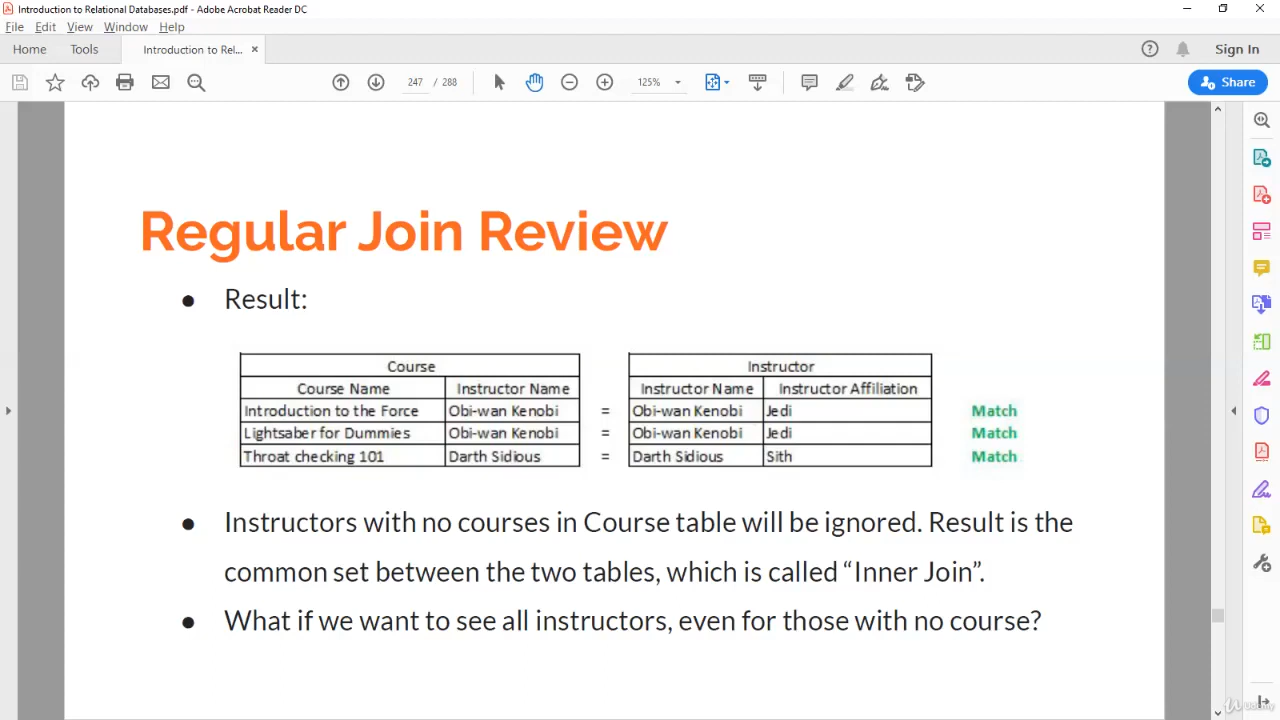 Introduction to Relational Databases.pdf - Adobe Acrobat Reader DC
File Edit View Window Help
Home Tools Introduction to Rel... × Sign In
247 / 288 125% Share
Regular Join Review
● Result:
Course Instructor
Course Name Instructor Name Instructor Name Instructor Affiliation
Introduction to the Force Obi-wan Kenobi = Obi-wan Kenobi Jedi Match
Lightsaber for Dummies Obi-wan Kenobi = Obi-wan Kenobi Jedi Match
Throat checking 101 Darth Sidious = Darth Sidious Sith Match
● Instructors with no courses in Course table will be ignored. Result is the
common set between the two tables, which is called “Inner Join”.
● What if we want to see all instructors, even for those with no course?
Udemy